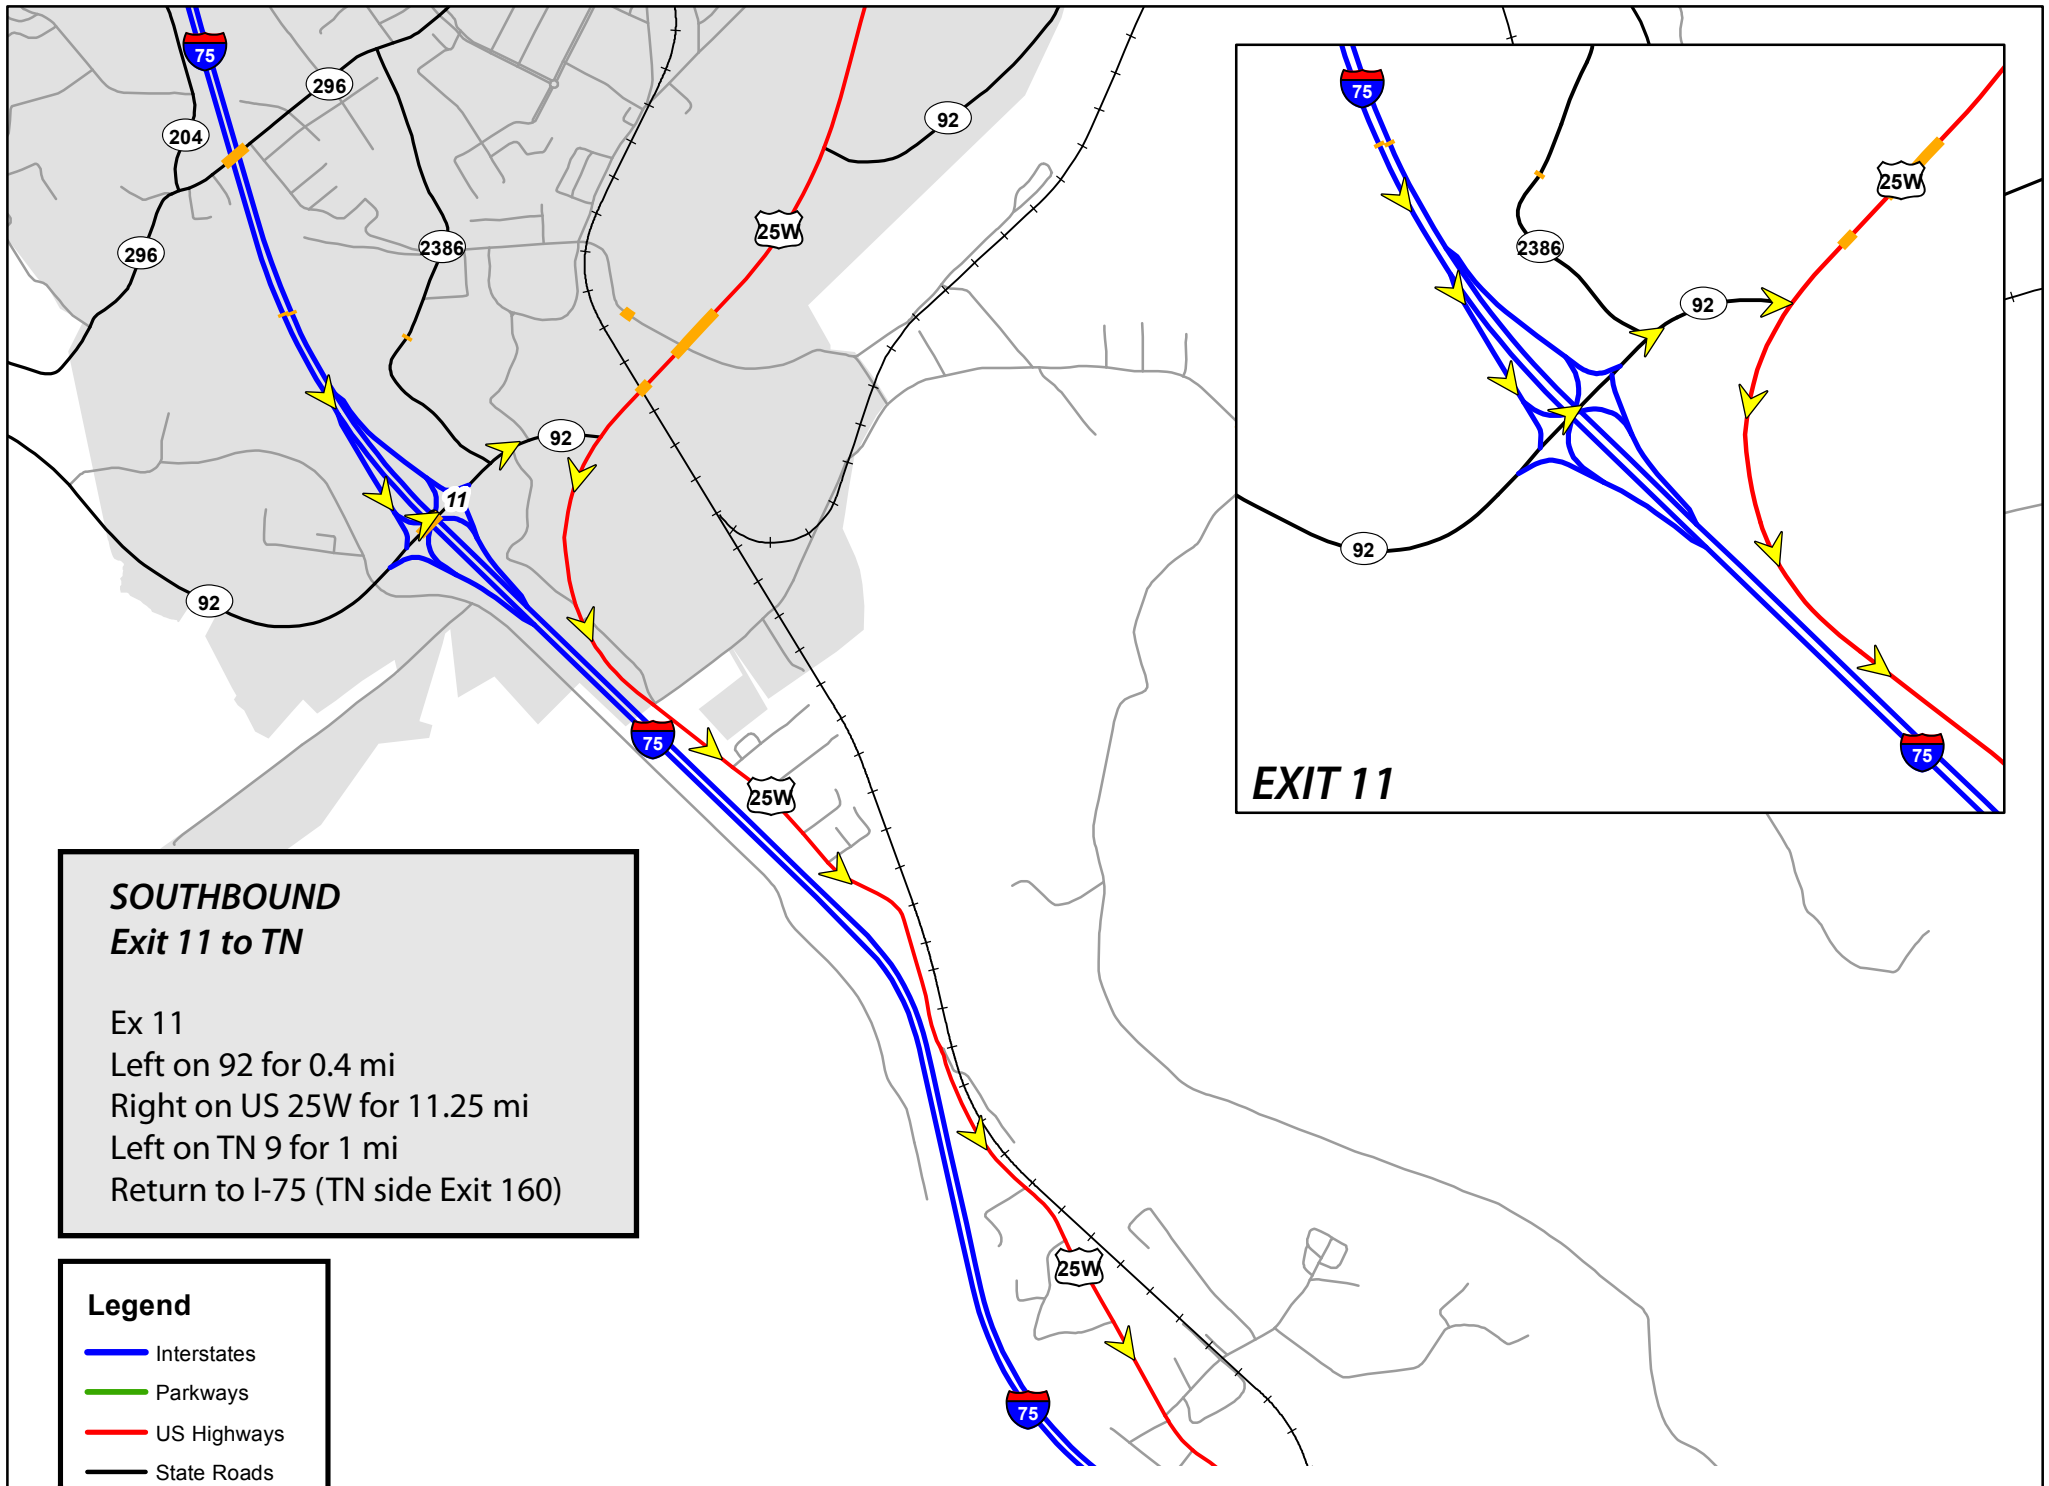 75
296
204
92
25W
296
2386
92
11
92
75
25W
25W
75
75
25W
2386
92
92
75
EXIT 11
SOUTHBOUND
Exit 11 to TN
Ex 11
Left on 92 for 0.4 mi
Right on US 25W for 11.25 mi
Left on TN 9 for 1 mi
Return to I-75 (TN side Exit 160)
Legend
Interstates
Parkways
US Highways
State Roads